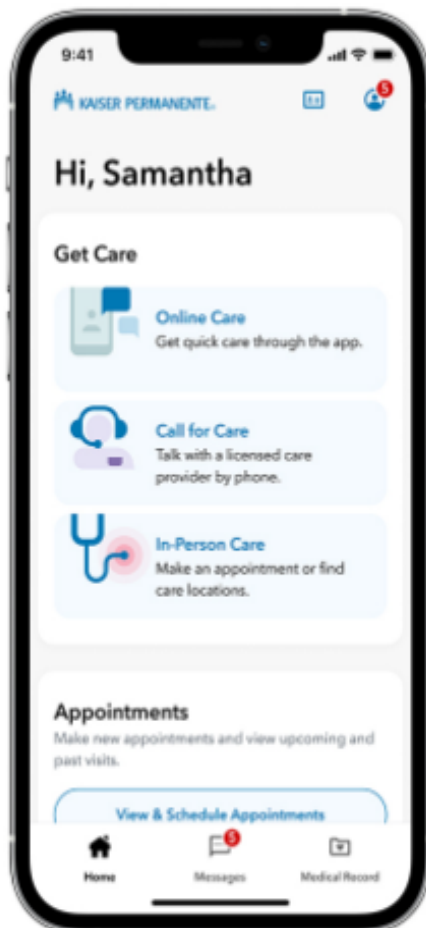 9:41
KAISER PERMANENTE®
5
Hi, Samantha
Get Care
Online Care
Get quick care through the app.
Call for Care
Talk with a licensed care
provider by phone.
In-Person Care
Make an appointment or find
care locations.
Appointments
Make new appointments and view upcoming and
past visits.
View & Schedule Appointments
5
Home
Messages
Medical Record